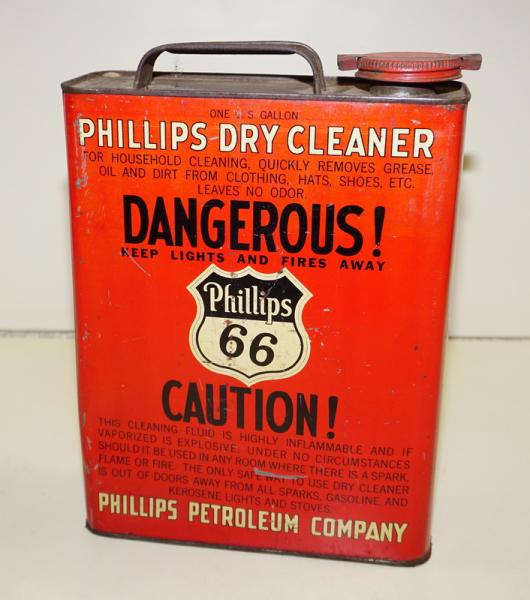 ONE U.S. GALLON
PHILLIPS DRY CLEANER
FOR HOUSEHOLD CLEANING, QUICKLY REMOVES GREASE,
OIL AND DIRT FROM CLOTHING, HATS, SHOES, ETC.
LEAVES NO ODOR.
DANGEROUS!
KEEP LIGHTS AND FIRES AWAY
Phillips
66
CAUTION!
THIS CLEANING FLUID IS HIGHLY INFLAMMABLE AND IF
VAPORIZED IS EXPLOSIVE. UNDER NO CIRCUMSTANCES
SHOULD IT BE USED IN ANY ROOM WHERE THERE IS A SPARK,
FLAME OR FIRE. THE ONLY SAFE WAY TO USE DRY CLEANER
IS OUT OF DOORS AWAY FROM ALL SPARKS, GASOLINE AND
KEROSENE LIGHTS AND STOVES.
PHILLIPS PETROLEUM COMPANY